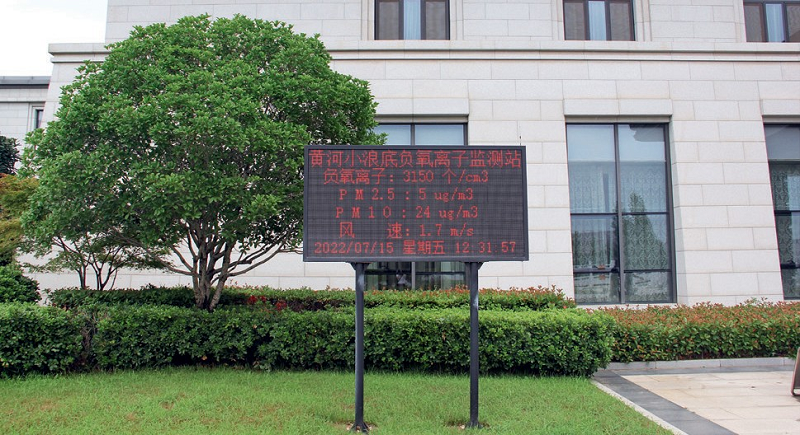 黄河小浪底负氧离子监测站
负氧离子：3150 个/cm3
PM2.5：5 ug/m3
PM10：24 ug/m3
风 速：1.7 m/s
2022/07/15 星期五 12:31 57